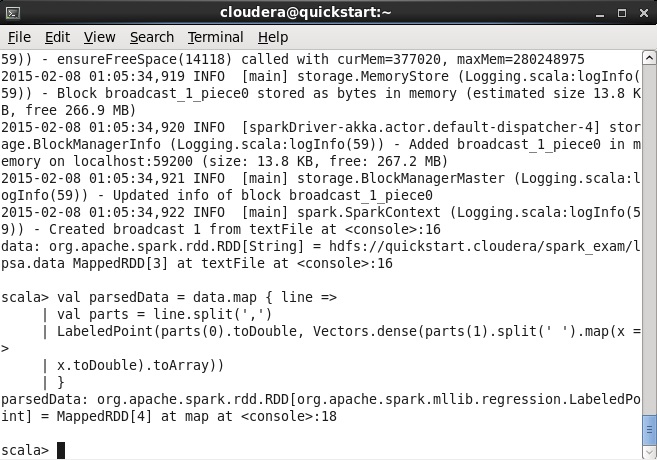 cloudera@quickstart:~
File Edit View Search Terminal Help
59)) - ensureFreeSpace(14118) called with curMem=377020, maxMem=280248975
2015-02-08 01:05:34,919 INFO  [main] storage.MemoryStore (Logging.scala:logInfo(
59)) - Block broadcast_1_piece0 stored as bytes in memory (estimated size 13.8 K
B, free 266.9 MB)
2015-02-08 01:05:34,920 INFO  [sparkDriver-akka.actor.default-dispatcher-4] stor
age.BlockManagerInfo (Logging.scala:logInfo(59)) - Added broadcast_1_piece0 in m
emory on localhost:59200 (size: 13.8 KB, free: 267.2 MB)
2015-02-08 01:05:34,921 INFO  [main] storage.BlockManagerMaster (Logging.scala:l
ogInfo(59)) - Updated info of block broadcast_1_piece0
2015-02-08 01:05:34,922 INFO  [main] spark.SparkContext (Logging.scala:logInfo(5
9)) - Created broadcast 1 from textFile at <console>:16
data: org.apache.spark.rdd.RDD[String] = hdfs://quickstart.cloudera/spark_exam/l
psa.data MappedRDD[3] at textFile at <console>:16
scala> val parsedData = data.map { line =>
     | val parts = line.split(',')
     | LabeledPoint(parts(0).toDouble, Vectors.dense(parts(1).split(' ').map(x =
>
     | x.toDouble).toArray))
     | }
parsedData: org.apache.spark.rdd.RDD[org.apache.spark.mllib.regression.LabeledPo
int] = MappedRDD[4] at map at <console>:18
scala>